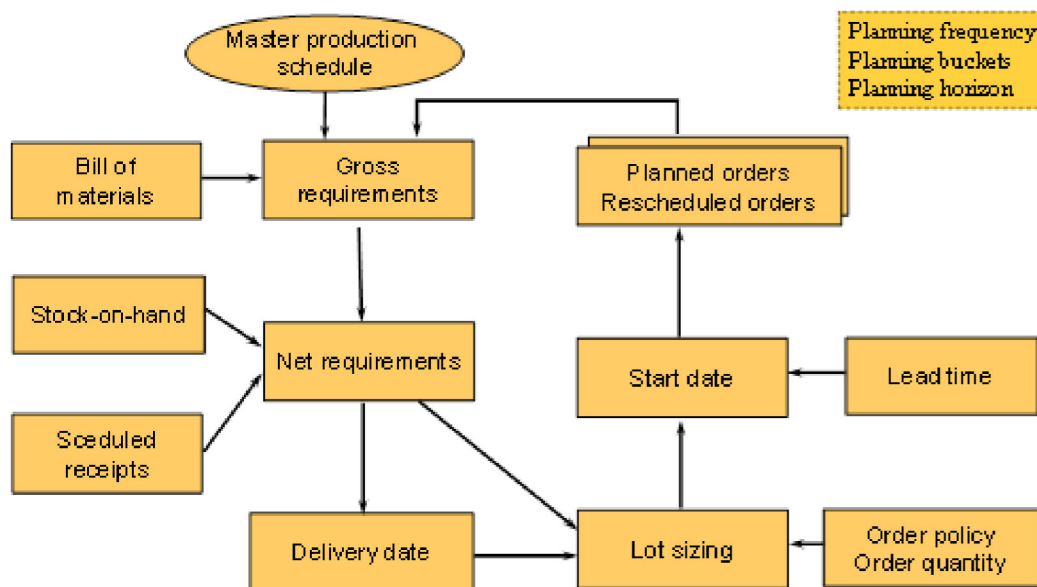 Master production
schedule
Planning frequency
Planning buckets
Planning horizon
Bill of
materials
Gross
requirements
Planned orders
Rescheduled orders
Stock-on-hand
Net requirements
Start date
Lead time
Sceduled
receipts
Delivery date
Lot sizing
Order policy
Order quantity